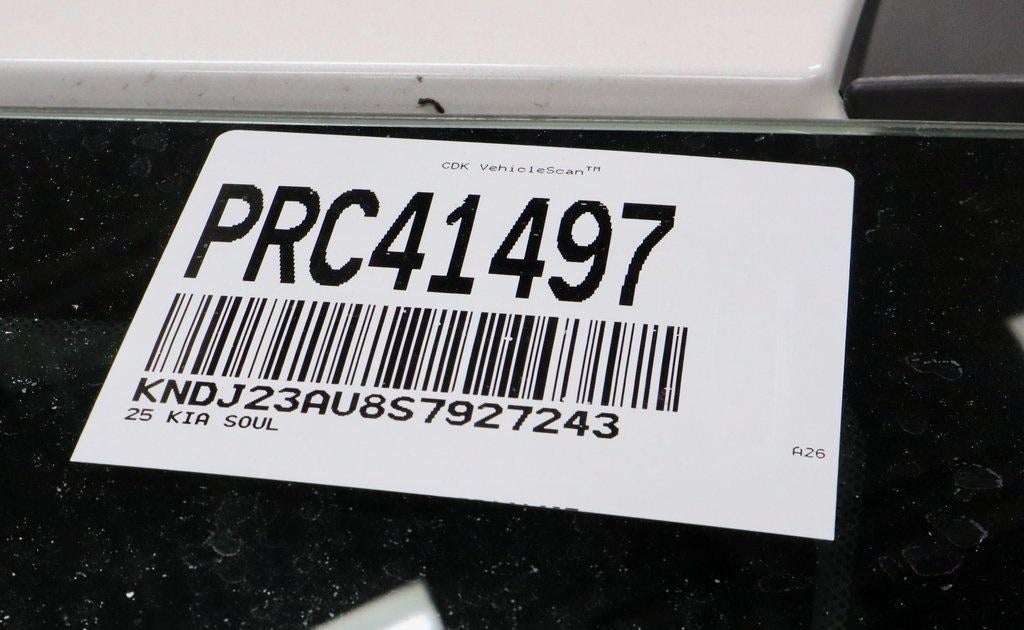 CDK VehicleScan™
PRC41497
KNDJ23AU8S7927243
25 KIA SOUL
A26